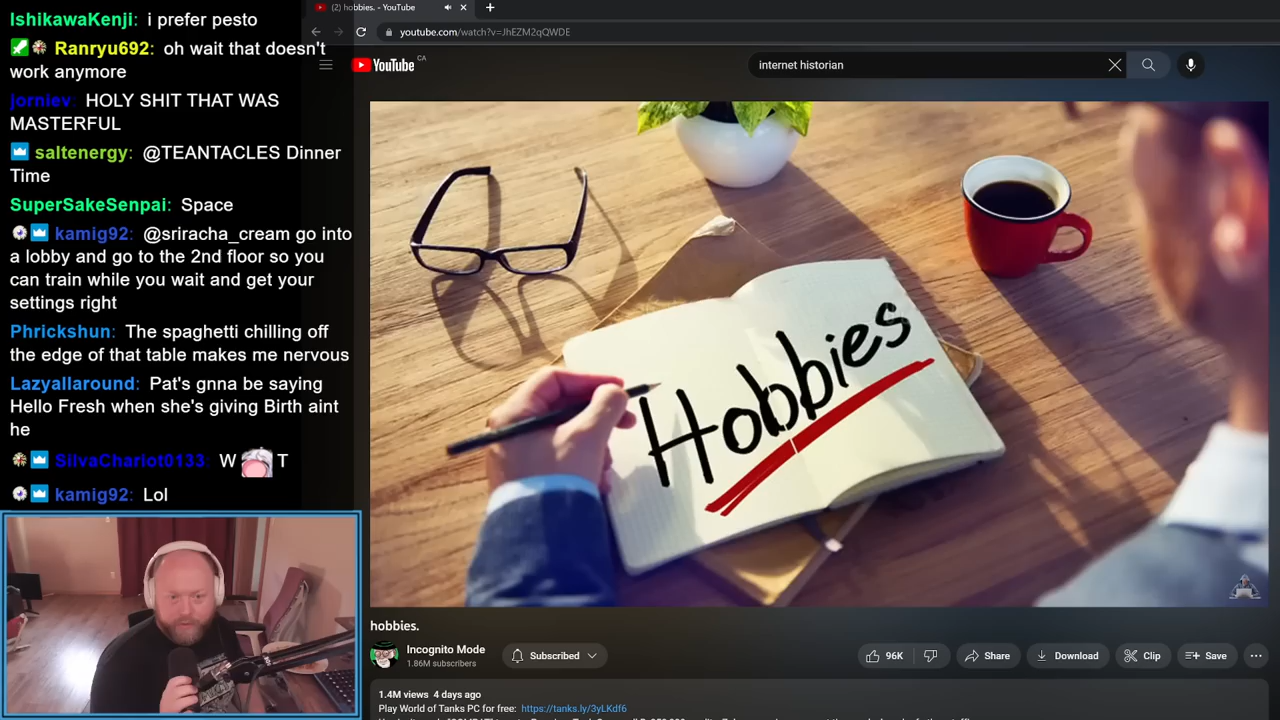 IshikawaKenji: i prefer pesto
Ranryu692: oh wait that doesn't
work anymore
jorniev: HOLY SHIT THAT WAS
MASTERFUL
saltenergy: @TEANTACLES Dinner
Time
SuperSakeSenpai: Space
kamig92: @sriracha_cream go into
a lobby and go to the 2nd floor so you
can train while you wait and get your
settings right
Phrickshun: The spaghetti chilling off
the edge of that table makes me nervous
Lazyallaround: Pat's gnna be saying
Hello Fresh when she's giving Birth aint
he
SilvaChariot0133: W T
kamig92: Lol
(2) hobbies. - YouTube
youtube.com/watch?v=JhEZM2qQWDE
YouTube CA
internet historian
Hobbies
hobbies.
Incognito Mode
1.86M subscribers
Subscribed
96K
Share
Download
Clip
Save
1.4M views 4 days ago
Play World of Tanks PC for free: https://tanks.ly/3yLKdf6